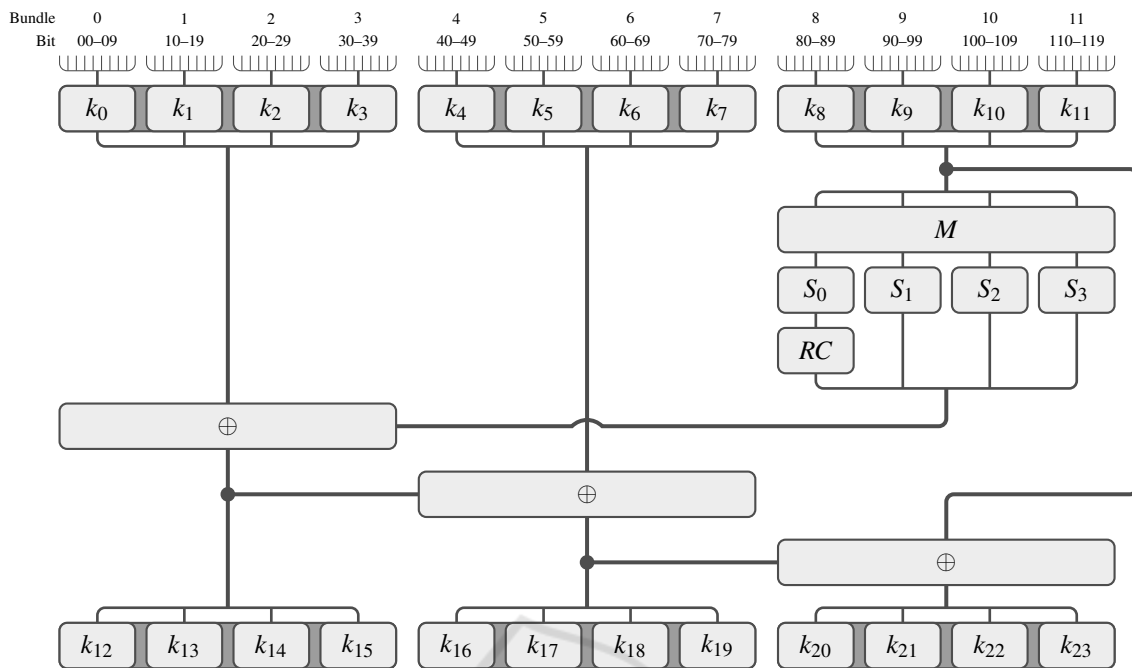 Bundle 0 1 2 3 4 5 6 7 8 9 10 11
Bit 00–09 10–19 20–29 30–39 40–49 50–59 60–69 70–79 80–89 90–99 100–109 110–119
k0 k1 k2 k3 k4 k5 k6 k7 k8 k9 k10 k11
M
S0 S1 S2 S3
RC
⊕
⊕
⊕
k12 k13 k14 k15 k16 k17 k18 k19 k20 k21 k22 k23